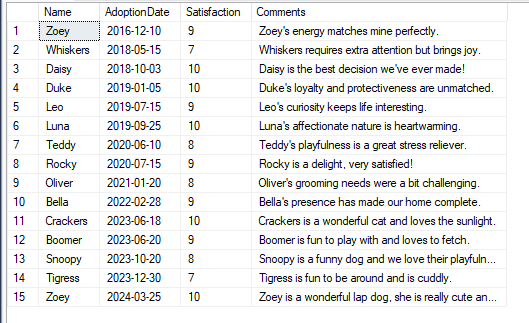 Name AdoptionDate Satisfaction Comments
1 Zoey 2016-12-10 9 Zoey's energy matches mine perfectly.
2 Whiskers 2018-05-15 7 Whiskers requires extra attention but brings joy.
3 Daisy 2018-10-03 10 Daisy is the best decision we've ever made!
4 Duke 2019-01-05 10 Duke's loyalty and protectiveness are unmatched.
5 Leo 2019-07-15 9 Leo's curiosity keeps life interesting.
6 Luna 2019-09-25 10 Luna's affectionate nature is heartwarming.
7 Teddy 2020-06-10 8 Teddy's playfulness is a great stress reliever.
8 Rocky 2020-07-15 9 Rocky is a delight, very satisfied!
9 Oliver 2021-01-20 8 Oliver's grooming needs were a bit challenging.
10 Bella 2022-02-28 9 Bella's presence has made our home complete.
11 Crackers 2023-06-18 10 Crackers is a wonderful cat and loves the sunlight.
12 Boomer 2023-06-20 9 Boomer is fun to play with and loves to fetch.
13 Snoopy 2023-10-20 8 Snoopy is a funny dog and we love their playfuln...
14 Tigress 2023-12-30 7 Tigress is fun to be around and is cuddly.
15 Zoey 2024-03-25 10 Zoey is a wonderful lap dog, she is really cute an...